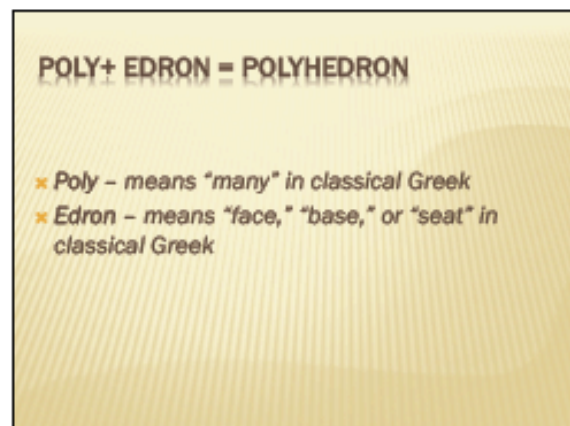 POLY+ EDRON = POLYHEDRON
Poly – means “many” in classical Greek
Edron – means “face,” “base,” or “seat” in
classical Greek